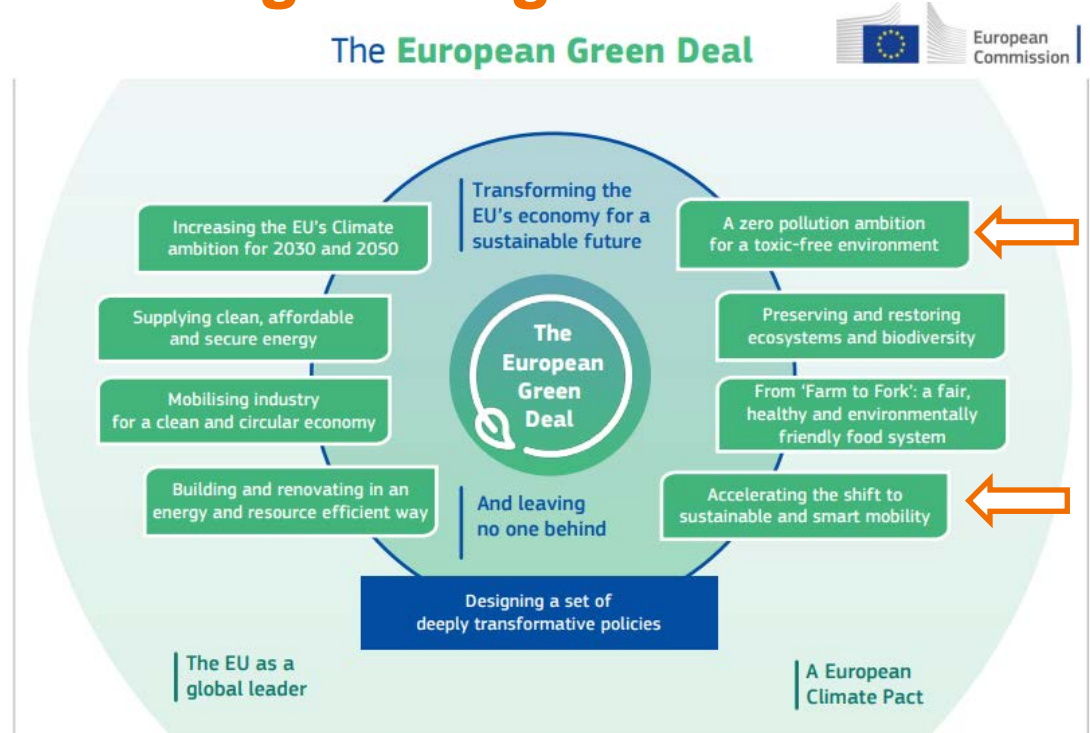 The European Green Deal
European
Commission
Transforming the
EU's economy for a
sustainable future
Increasing the EU's Climate
ambition for 2030 and 2050
Supplying clean, affordable
and secure energy
Mobilising industry
for a clean and circular economy
Building and renovating in an
energy and resource efficient way
The
European
Green
Deal
A zero pollution ambition
for a toxic-free environment
Preserving and restoring
ecosystems and biodiversity
From ‘Farm to Fork’: a fair,
healthy and environmentally
friendly food system
Accelerating the shift to
sustainable and smart mobility
And leaving
no one behind
Designing a set of
deeply transformative policies
The EU as a
global leader
A European
Climate Pact